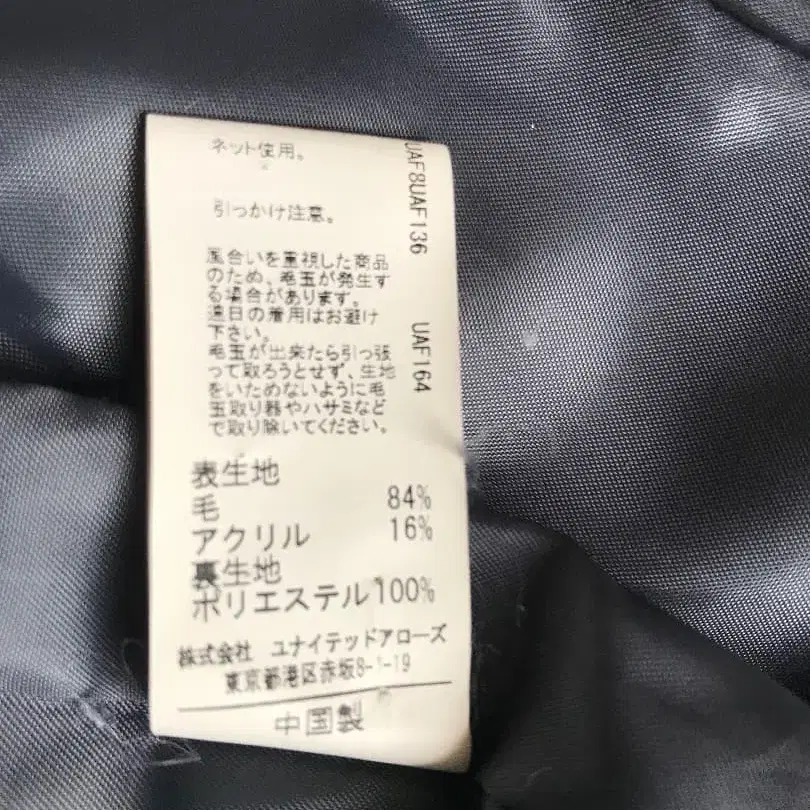 ネット使用。
引っかけ注意。
風合いを重視した商品
のため、毛玉が発生す
る場合があります。
連日の着用はお避け
下さい。
毛玉が出来たら引っ張
って取ろうとせず、生地
をいためないように毛
玉取り器やハサミなど
で取り除いてください。
UAF8UAF136
UAF164
表生地
毛 84%
アクリル 16%
裏生地
ポリエステル 100%
株式会社 ユナイテッドアローズ
東京都港区赤坂8-1-19
中国製